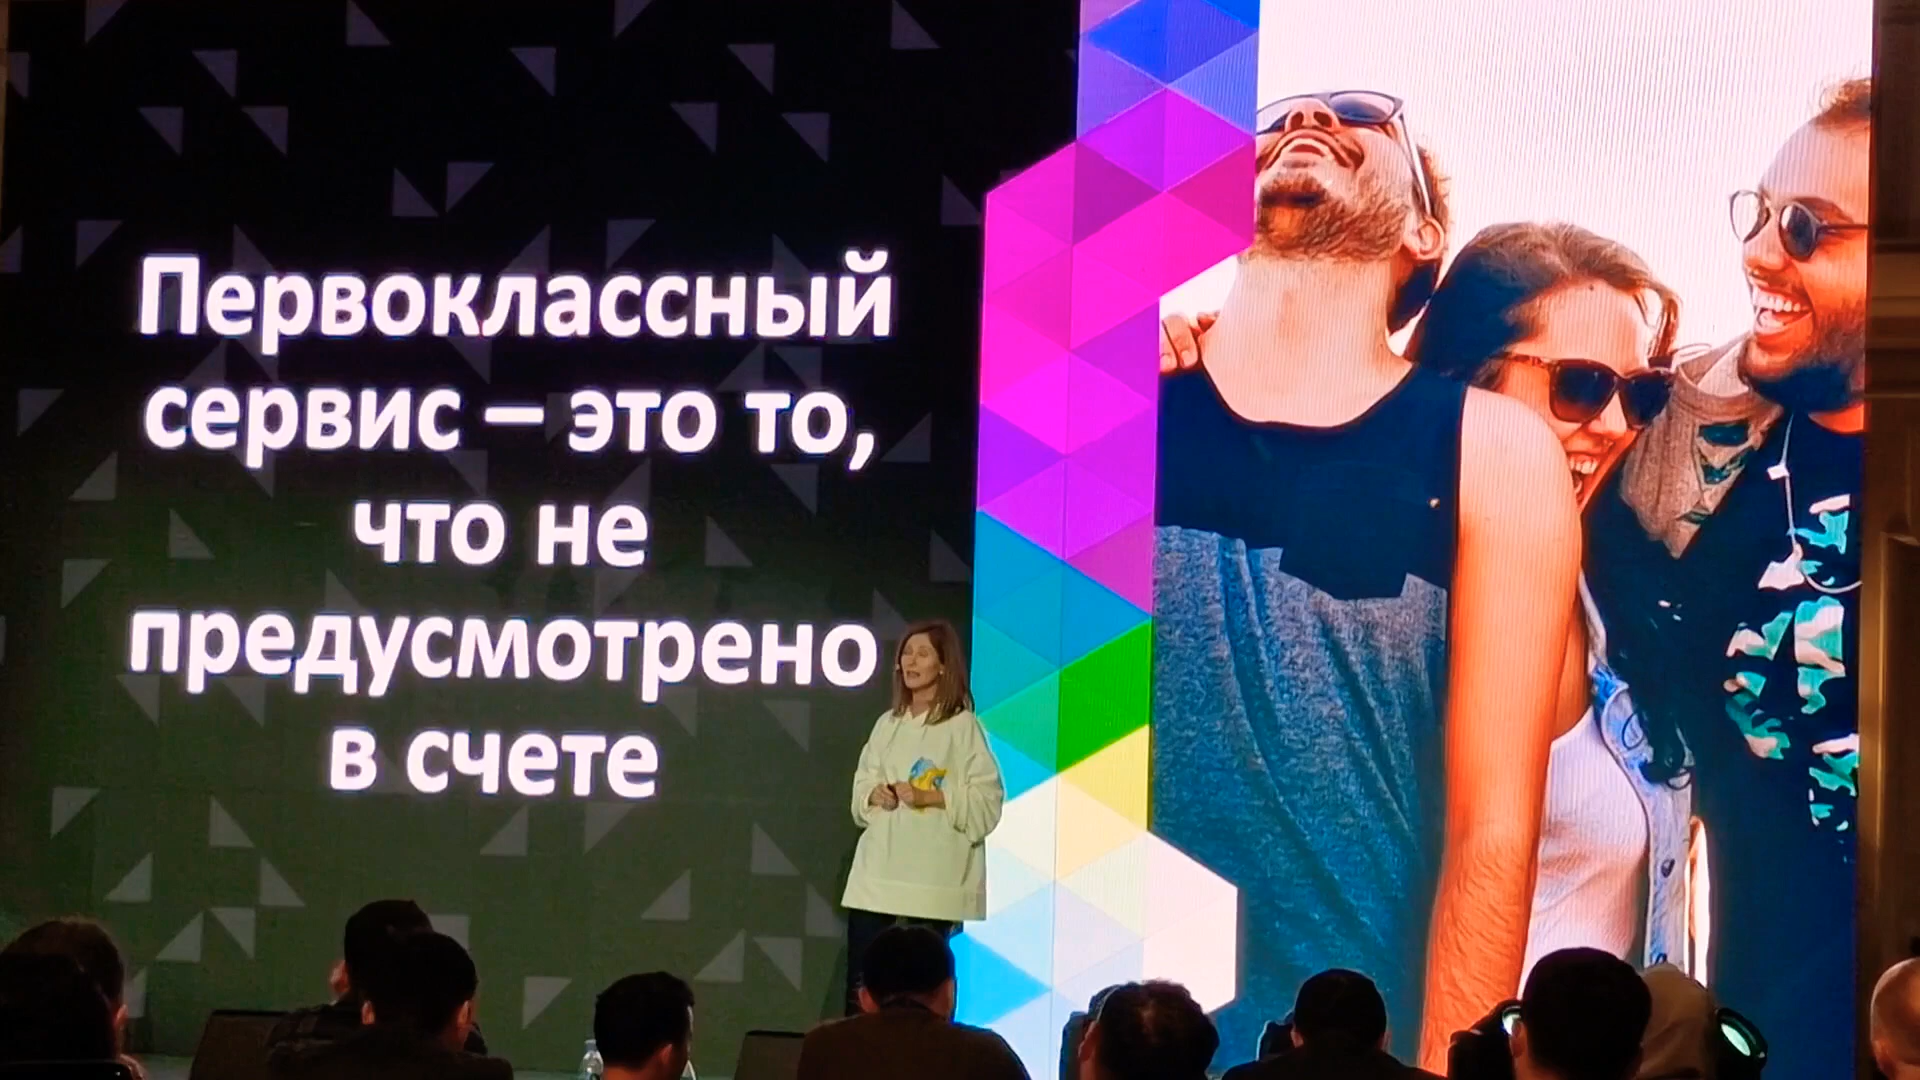 Первоклассный
сервис – это то,
что не
предусмотрено
в счете